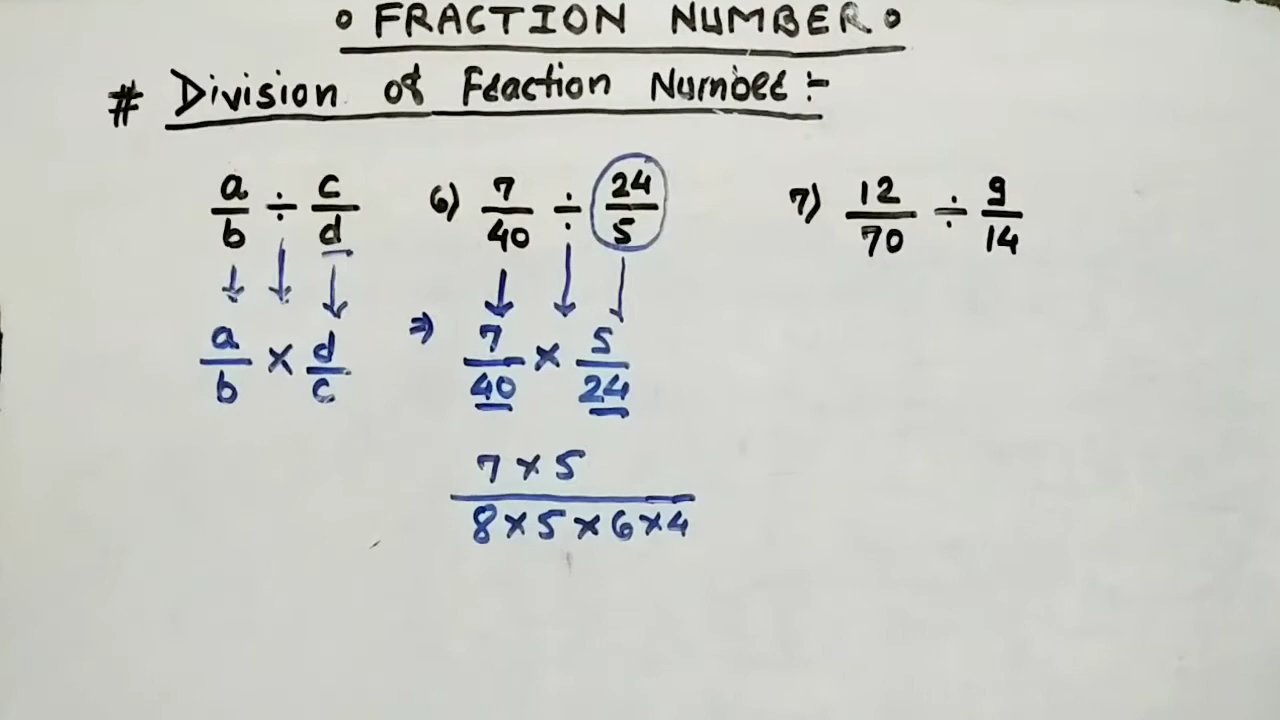 ∘ FRACTION NUMBER ∘
# Division of Fraction Number :-
a/b ÷ c/d
a/b × d/c
6) 7/40 ÷ 24/5
⇒ 7/40 × 5/24
7 × 5 / 8 × 5 × 6 × 4
7) 12/70 ÷ 9/14